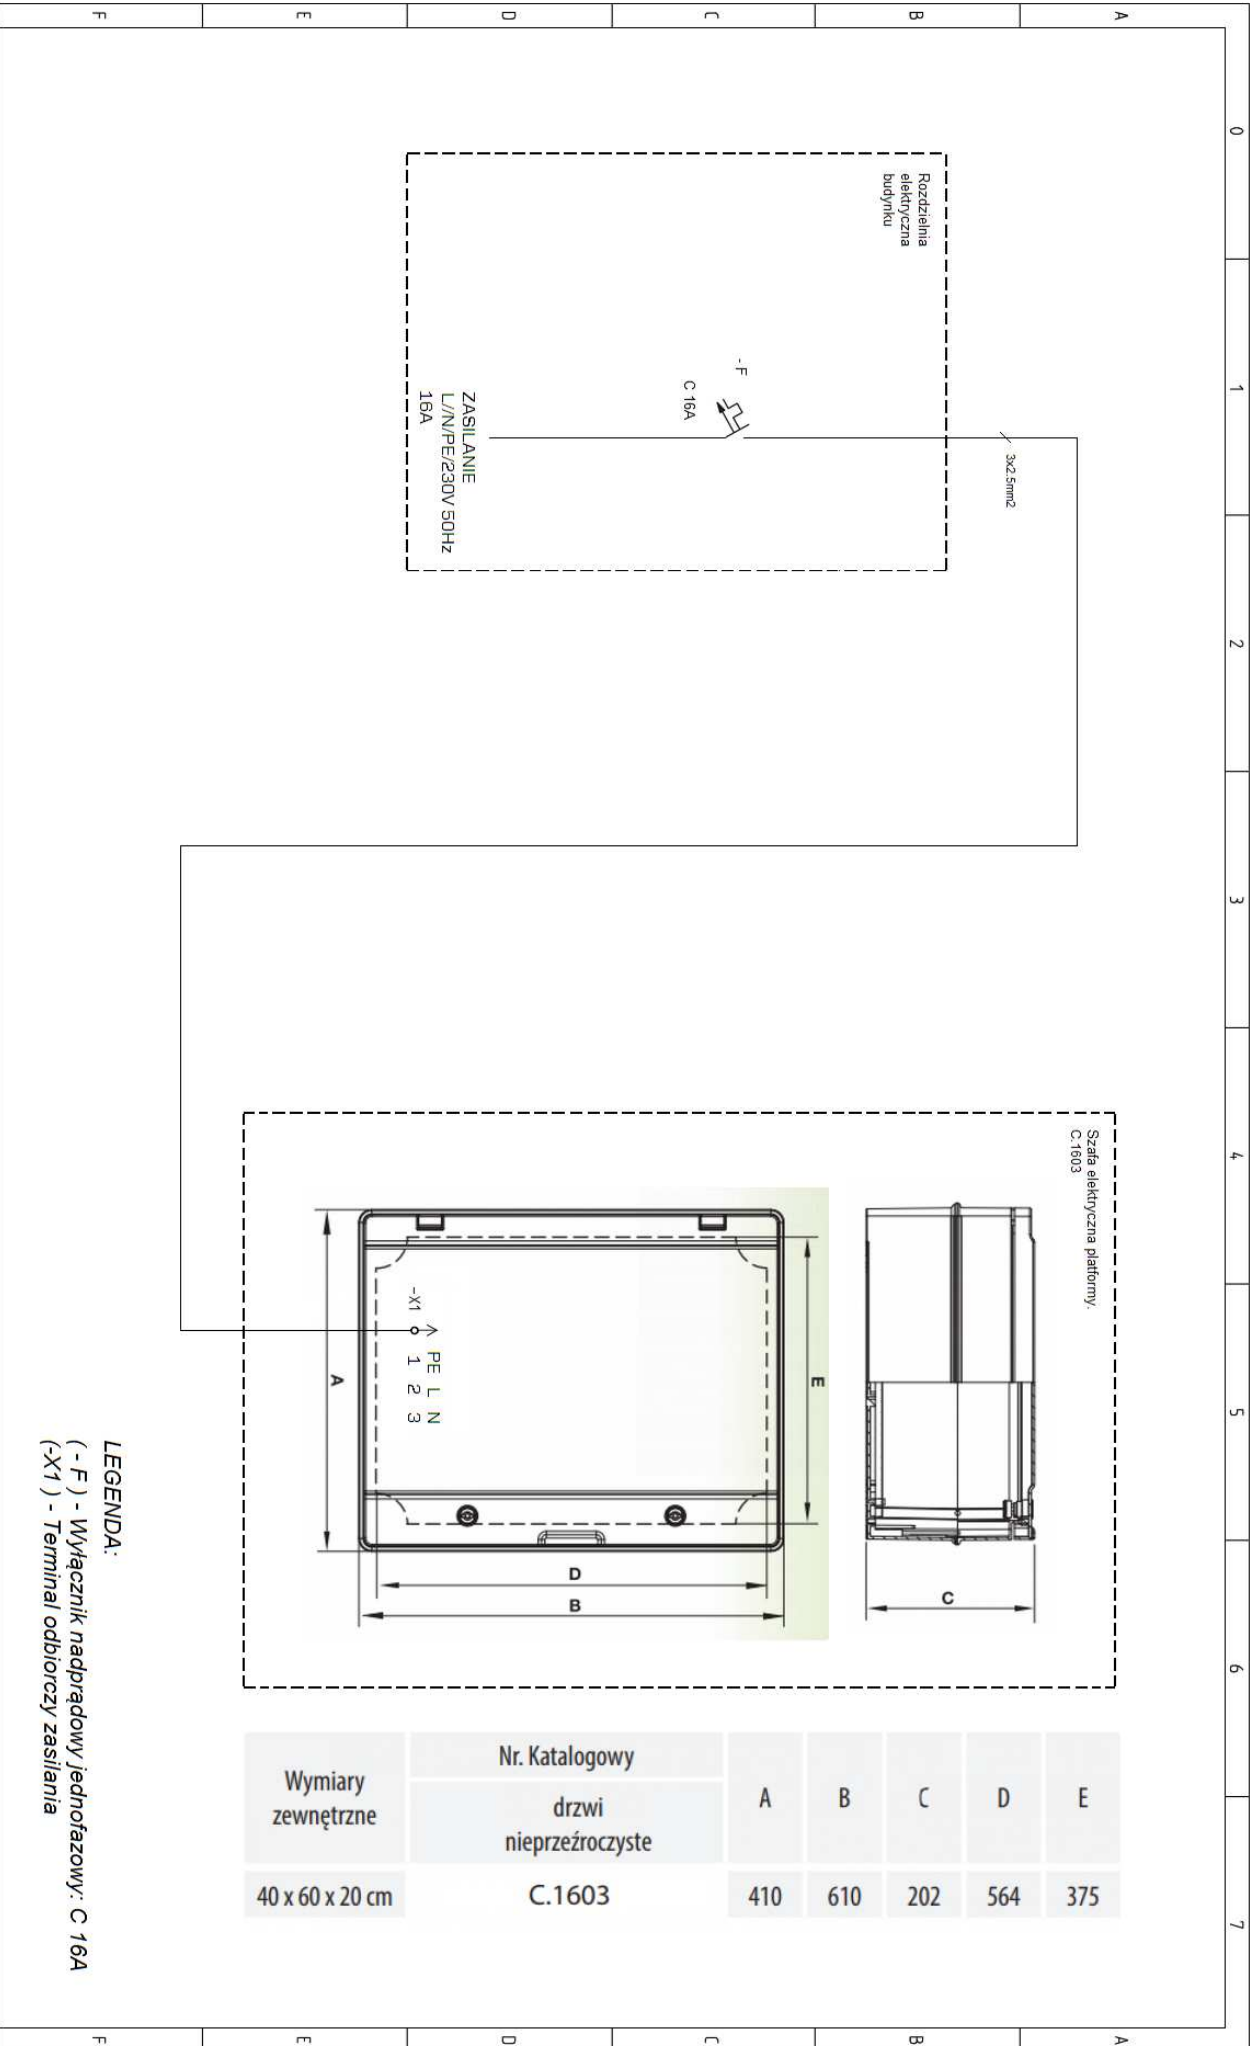 0
1
2
3
4
5
6
7
A
B
C
D
E
F
A
B
C
D
E
F
Rozdzielnia
elektryczna
budynku
- F
C 16A
3x2.5mm2
ZASILANIE
L//N/PE/230V 50Hz
16A
Szafa elektryczna platformy.
C.1603
-X1
PE L N
1 2 3
A
E
D
B
C
Wymiary
zewnętrzne
Nr. Katalogowy
drzwi
nieprzeźroczyste
A B C D E
40 x 60 x 20 cm C.1603 410 610 202 564 375
LEGENDA:
( - F ) - Wyłącznik nadprądowy jednofazowy: C 16A
(-X1 ) - Terminal odbiorczy zasilania